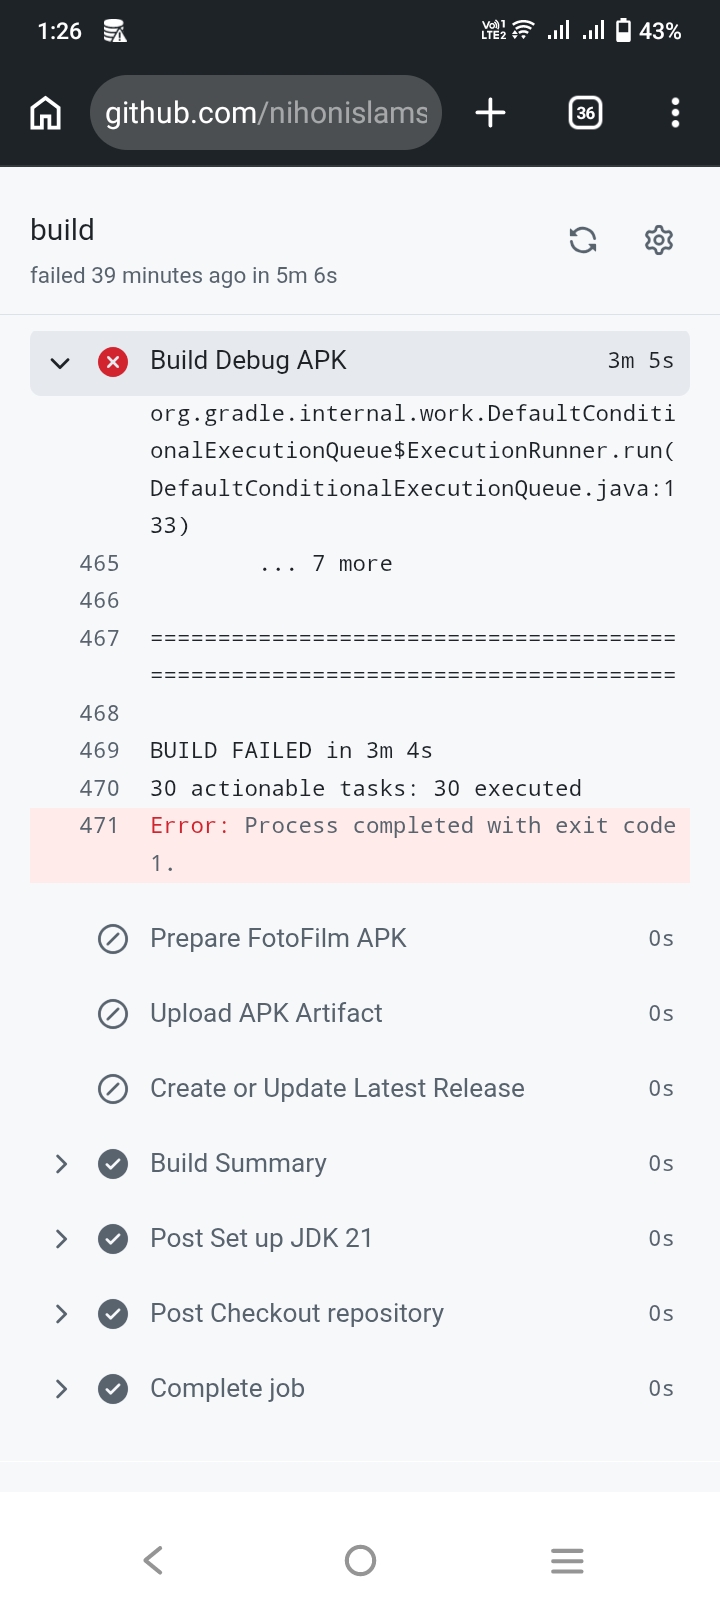 1:26
Vo)) 1
LTE2
43%
github.com/nihonislams
36
build
failed 39 minutes ago in 5m 6s
Build Debug APK 3m 5s
org.gradle.internal.work.DefaultConditi
onalExecutionQueue$ExecutionRunner.run(
DefaultConditionalExecutionQueue.java:1
33)
465 ... 7 more
466
467 =======================================
=======================================
468
469 BUILD FAILED in 3m 4s
470 30 actionable tasks: 30 executed
471 Error: Process completed with exit code
1.
Prepare FotoFilm APK 0s
Upload APK Artifact 0s
Create or Update Latest Release 0s
Build Summary 0s
Post Set up JDK 21 0s
Post Checkout repository 0s
Complete job 0s